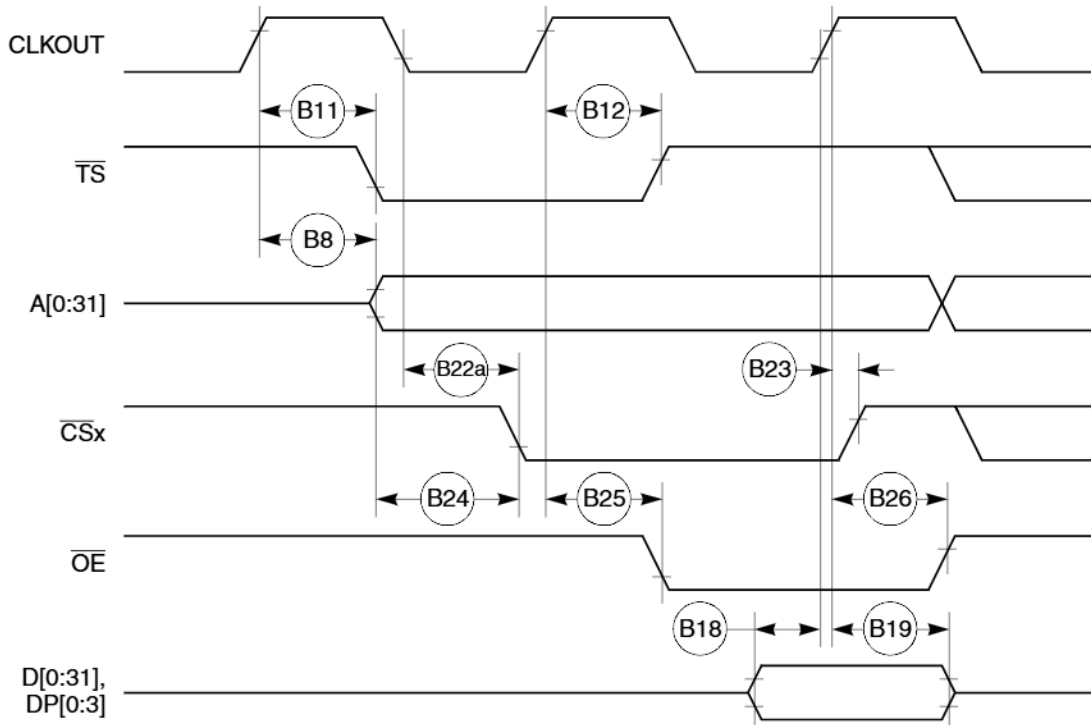 CLKOUT
B11
B12
TS
B8
A[0:31]
B22a
B23
CSx
B24
B25
B26
OE
B18
B19
D[0:31],
DP[0:3]